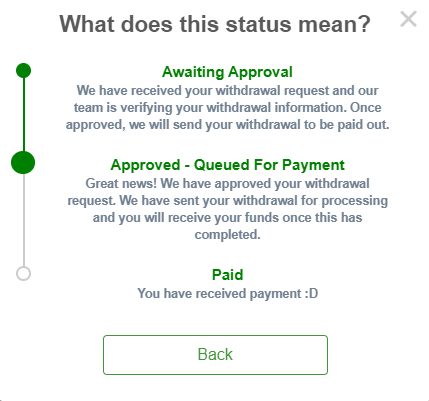 What does this status mean?
Awaiting Approval
We have received your withdrawal request and our
team is verifying your withdrawal information. Once
approved, we will send your withdrawal to be paid out.
Approved - Queued For Payment
Great news! We have approved your withdrawal
request. We have sent your withdrawal for processing
and you will receive your funds once this has
completed.
Paid
You have received payment :D
Back